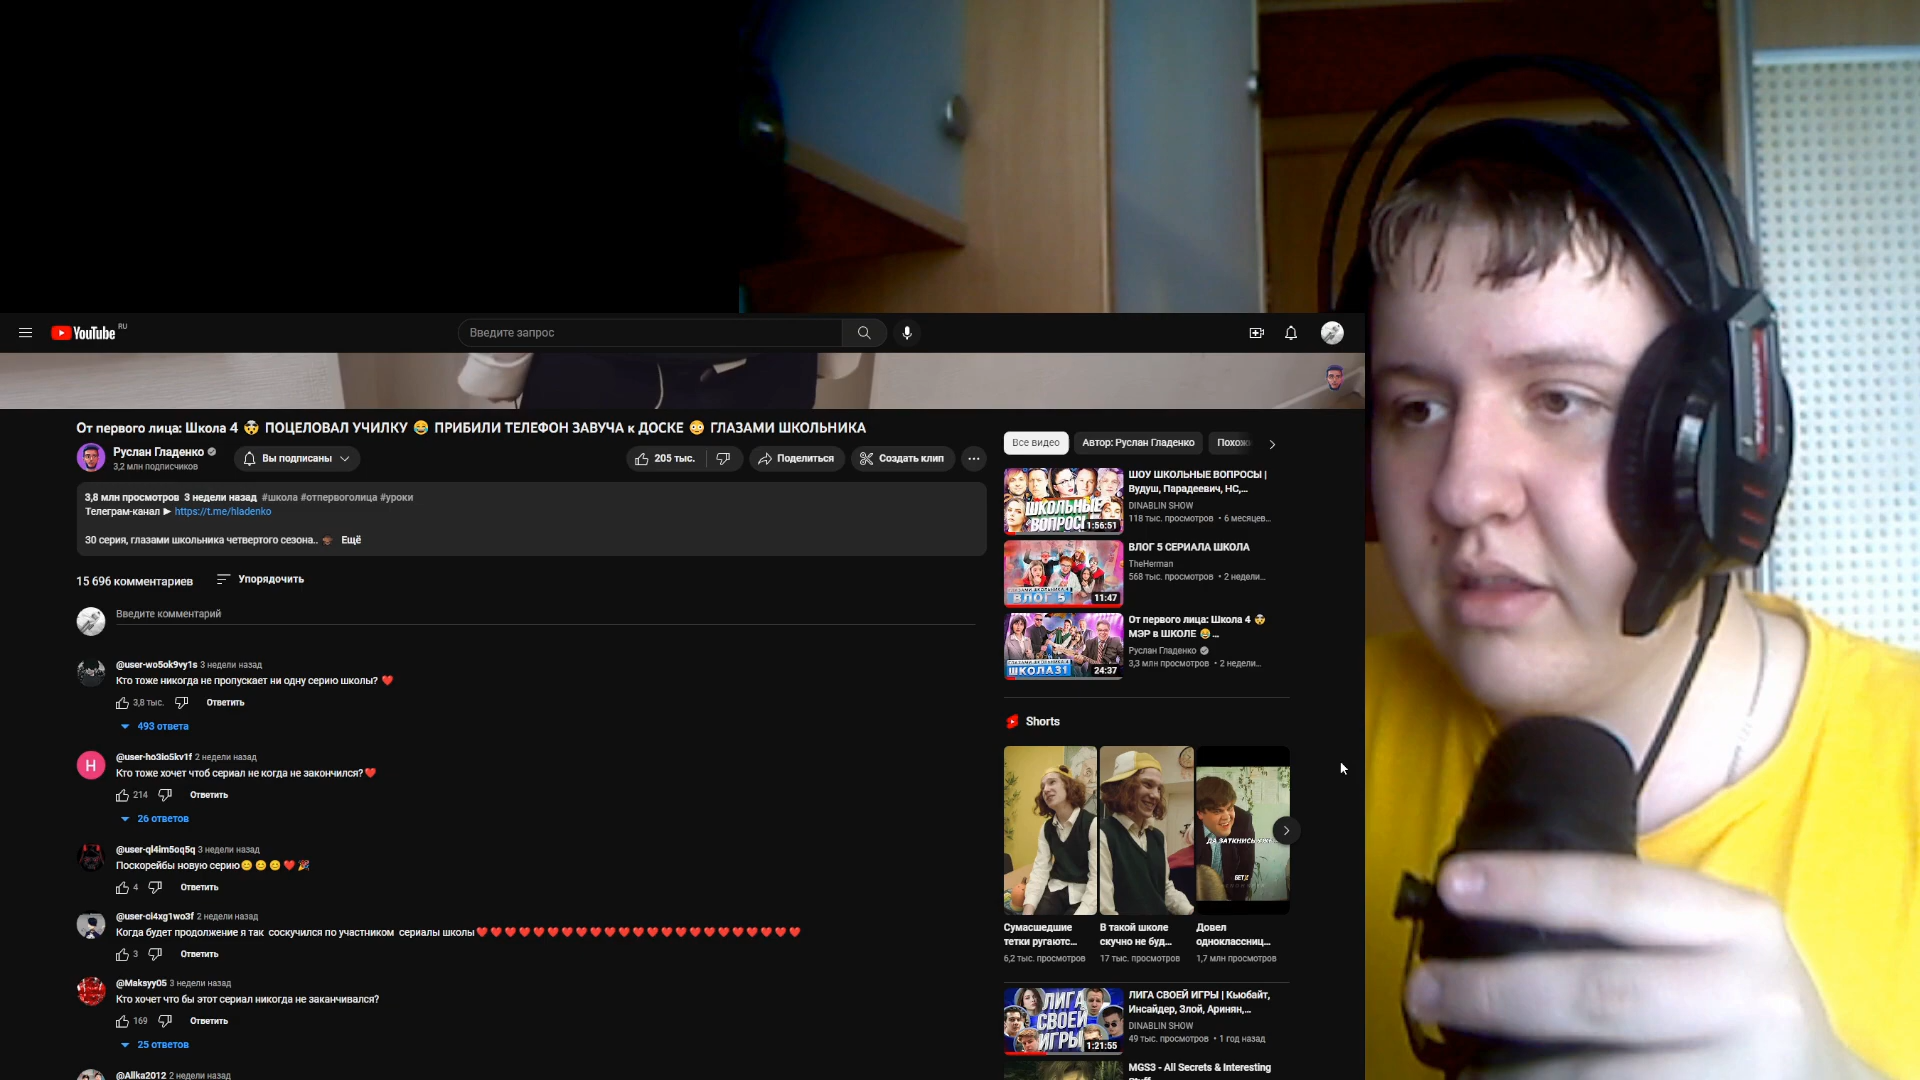 YouTube RU
Введите запрос
От первого лица: Школа 4 🤯 ПОЦЕЛОВАЛ УЧИЛКУ 😂 ПРИБИЛИ ТЕЛЕФОН ЗАВУЧА к ДОСКЕ 😳 ГЛАЗАМИ ШКОЛЬНИКА
Руслан Гладенко
3,2 млн подписчиков
Вы подписаны
205 тыс.
Поделиться
Создать клип
3,8 млн просмотров 3 недели назад #школа #отпервоголица #уроки
Телеграм-канал ► https://t.me/hladenko
30 серия, глазами школьника четвертого сезона.. Ещё
15 696 комментариев
Упорядочить
Введите комментарий
@user-wo5ok9vy1s 3 недели назад
Кто тоже никогда не пропускает ни одну серию школы? ❤️
3,8 тыс.
Ответить
493 ответа
H
@user-ho3io5kv1f 2 недели назад
Кто тоже хочет чтоб сериал не когда не закончился?❤️
214
Ответить
26 ответов
@user-ql4im5oq5q 3 недели назад
Поскорейбы новую серию😊😊😊❤️🎉
4
Ответить
@user-ci4xg1wo3f 2 недели назад
Когда будет продолжение я так соскучился по участником сериалы школы❤️❤️❤️❤️❤️❤️❤️❤️❤️❤️❤️❤️❤️❤️❤️❤️❤️❤️❤️❤️❤️❤️❤️
3
Ответить
@Maksyy05 3 недели назад
Кто хочет что бы этот сериал никогда не заканчивался?
169
Ответить
25 ответов
@Alika2012 2 недели назад
Все видео
Автор: Руслан Гладенко
Похож
ШКОЛЬНЫЕ
ВОПРОС
1:56:51
ШОУ ШКОЛЬНЫЕ ВОПРОСЫ |
Вудуш, Парадеевич, НС,...
DINABLIN SHOW
118 тыс. просмотров • 6 месяцев...
ВЛОГ 5
11:47
ВЛОГ 5 СЕРИАЛА ШКОЛА
TheHerman
568 тыс. просмотров • 2 недели...
ШКОЛА31
24:37
От первого лица: Школа 4 🤯
МЭР в ШКОЛЕ 😂 ...
Руслан Гладенко
3,3 млн просмотров • 2 недели...
Shorts
ДА ЗАТКНИСЬ УЖЕ
Сумасшедшие
тетки ругаютс...
6,2 тыс. просмотров
В такой школе
скучно не буд...
17 тыс. просмотров
Довел
одноклассниц...
1,7 млн просмотров
ЛИГА
СВОЕЙ
ИГРЫ
1:21:55
ЛИГА СВОЕЙ ИГРЫ | Кьюбайт,
Инсайдер, Злой, Аринян,...
DINABLIN SHOW
49 тыс. просмотров • 1 год назад
MGS3 - All Secrets & Interesting